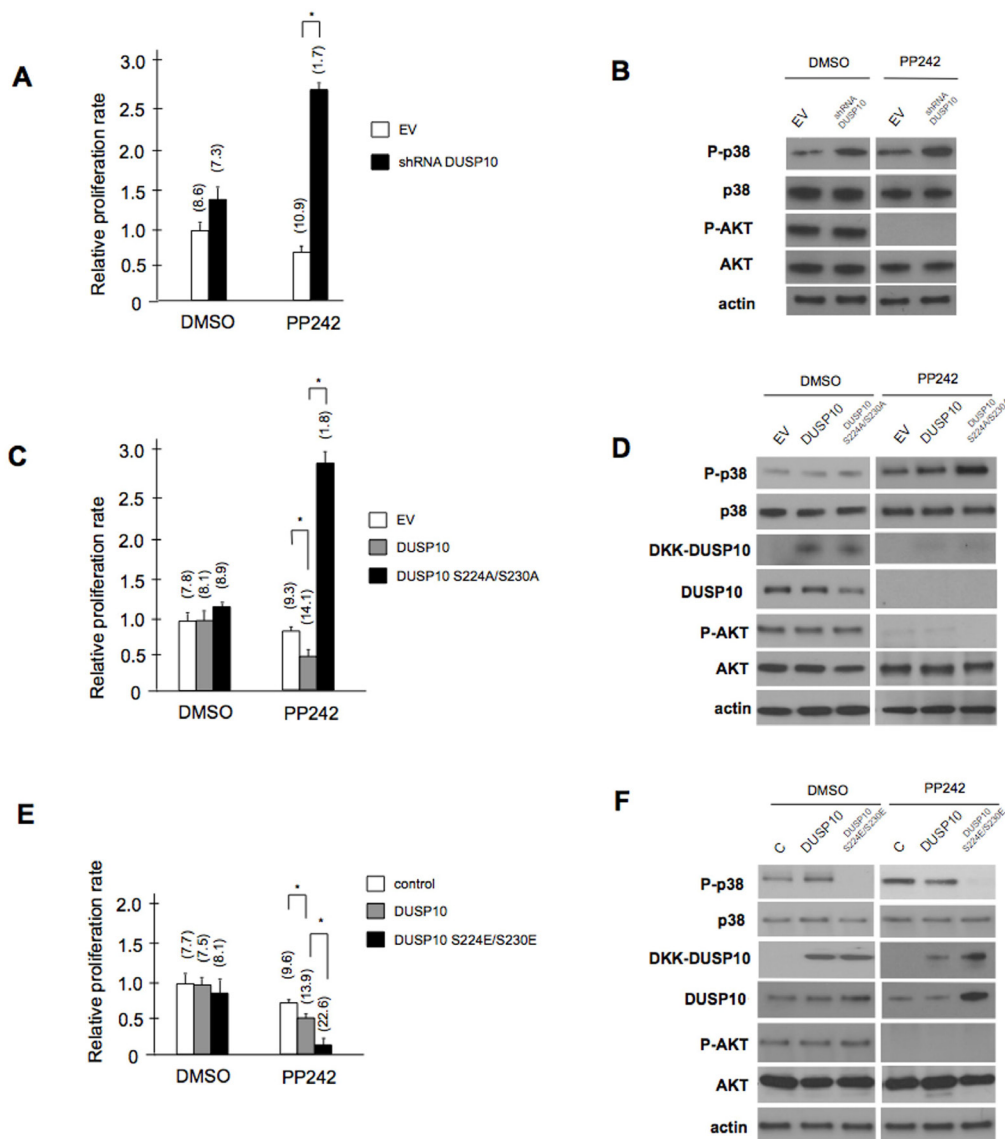 A
Relative proliferation rate
3.0
2.5
2.0
1.5
1.0
0.5
0
(8.6)
(7.3)
(10.9)
(1.7)
*
DMSO
PP242
EV
shRNA DUSP10
B
DMSO
PP242
EV
shRNA
DUSP10
EV
shRNA
DUSP10
P-p38
p38
P-AKT
AKT
actin
C
Relative proliferation rate
3.0
2.5
2.0
1.5
1.0
0.5
0
(7.8)
(8.1)
(8.9)
(9.3)
(14.1)
(1.8)
*
*
DMSO
PP242
EV
DUSP10
DUSP10 S224A/S230A
D
DMSO
PP242
EV
DUSP10
DUSP10
S224A/S230A
EV
DUSP10
DUSP10
S224A/S230A
P-p38
p38
DKK-DUSP10
DUSP10
P-AKT
AKT
actin
E
Relative proliferation rate
2.0
1.5
1.0
0.5
0
(7.7)
(7.5)
(8.1)
(9.6)
(13.9)
(22.6)
*
*
DMSO
PP242
control
DUSP10
DUSP10 S224E/S230E
F
DMSO
PP242
C
DUSP10
DUSP10
S224E/S230E
C
DUSP10
DUSP10
S224E/S230E
P-p38
p38
DKK-DUSP10
DUSP10
P-AKT
AKT
actin